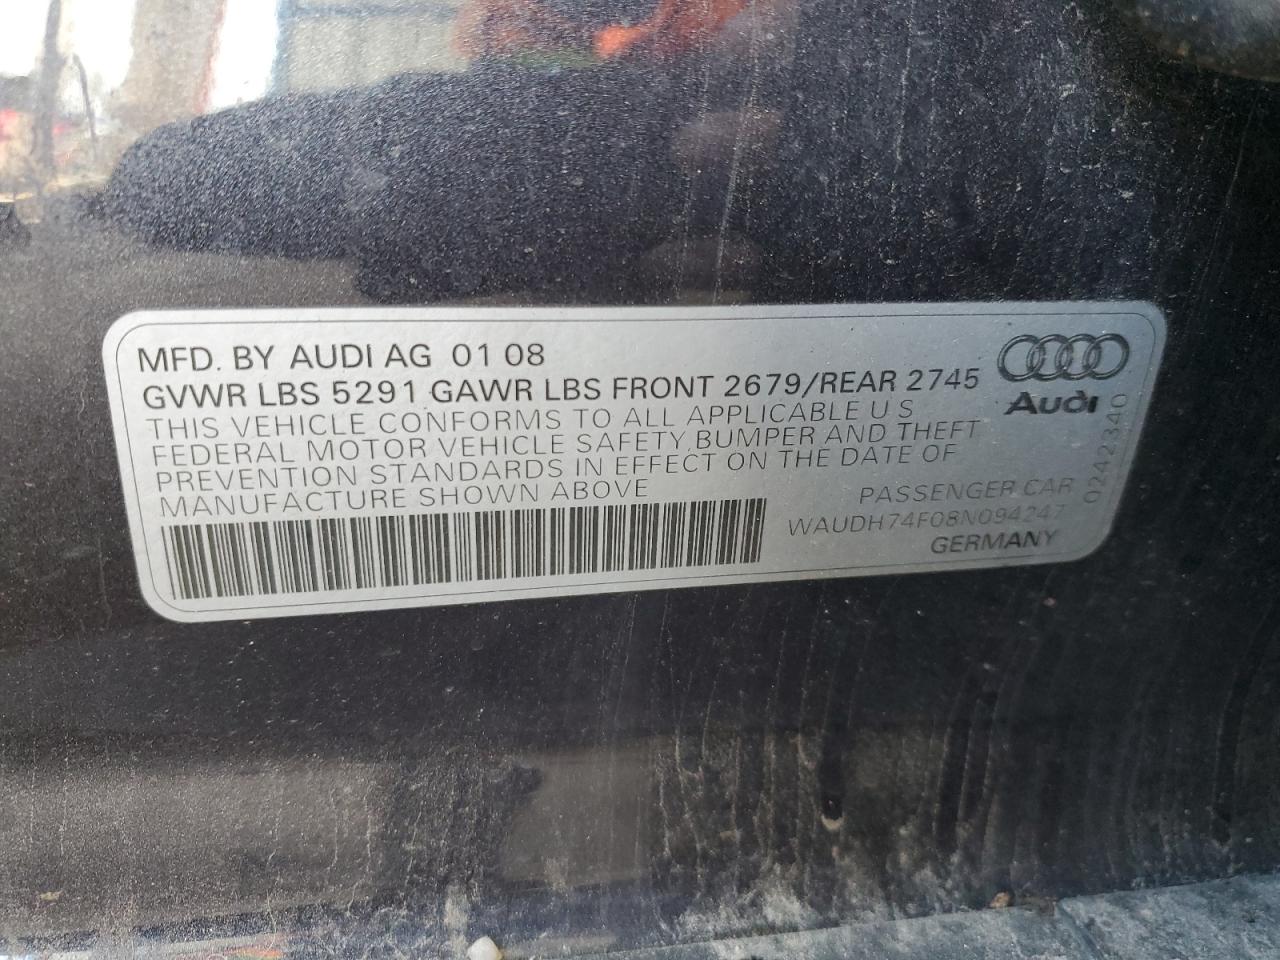 MFD. BY AUDI AG 01 08
GVWR LBS 5291 GAWR LBS FRONT 2679/REAR 2745
THIS VEHICLE CONFORMS TO ALL APPLICABLE U S
FEDERAL MOTOR VEHICLE SAFETY, BUMPER AND THEFT
PREVENTION STANDARDS IN EFFECT ON THE DATE OF
MANUFACTURE SHOWN ABOVE
Audi
PASSENGER CAR
WAUDH74F08N094247
GERMANY
0242340